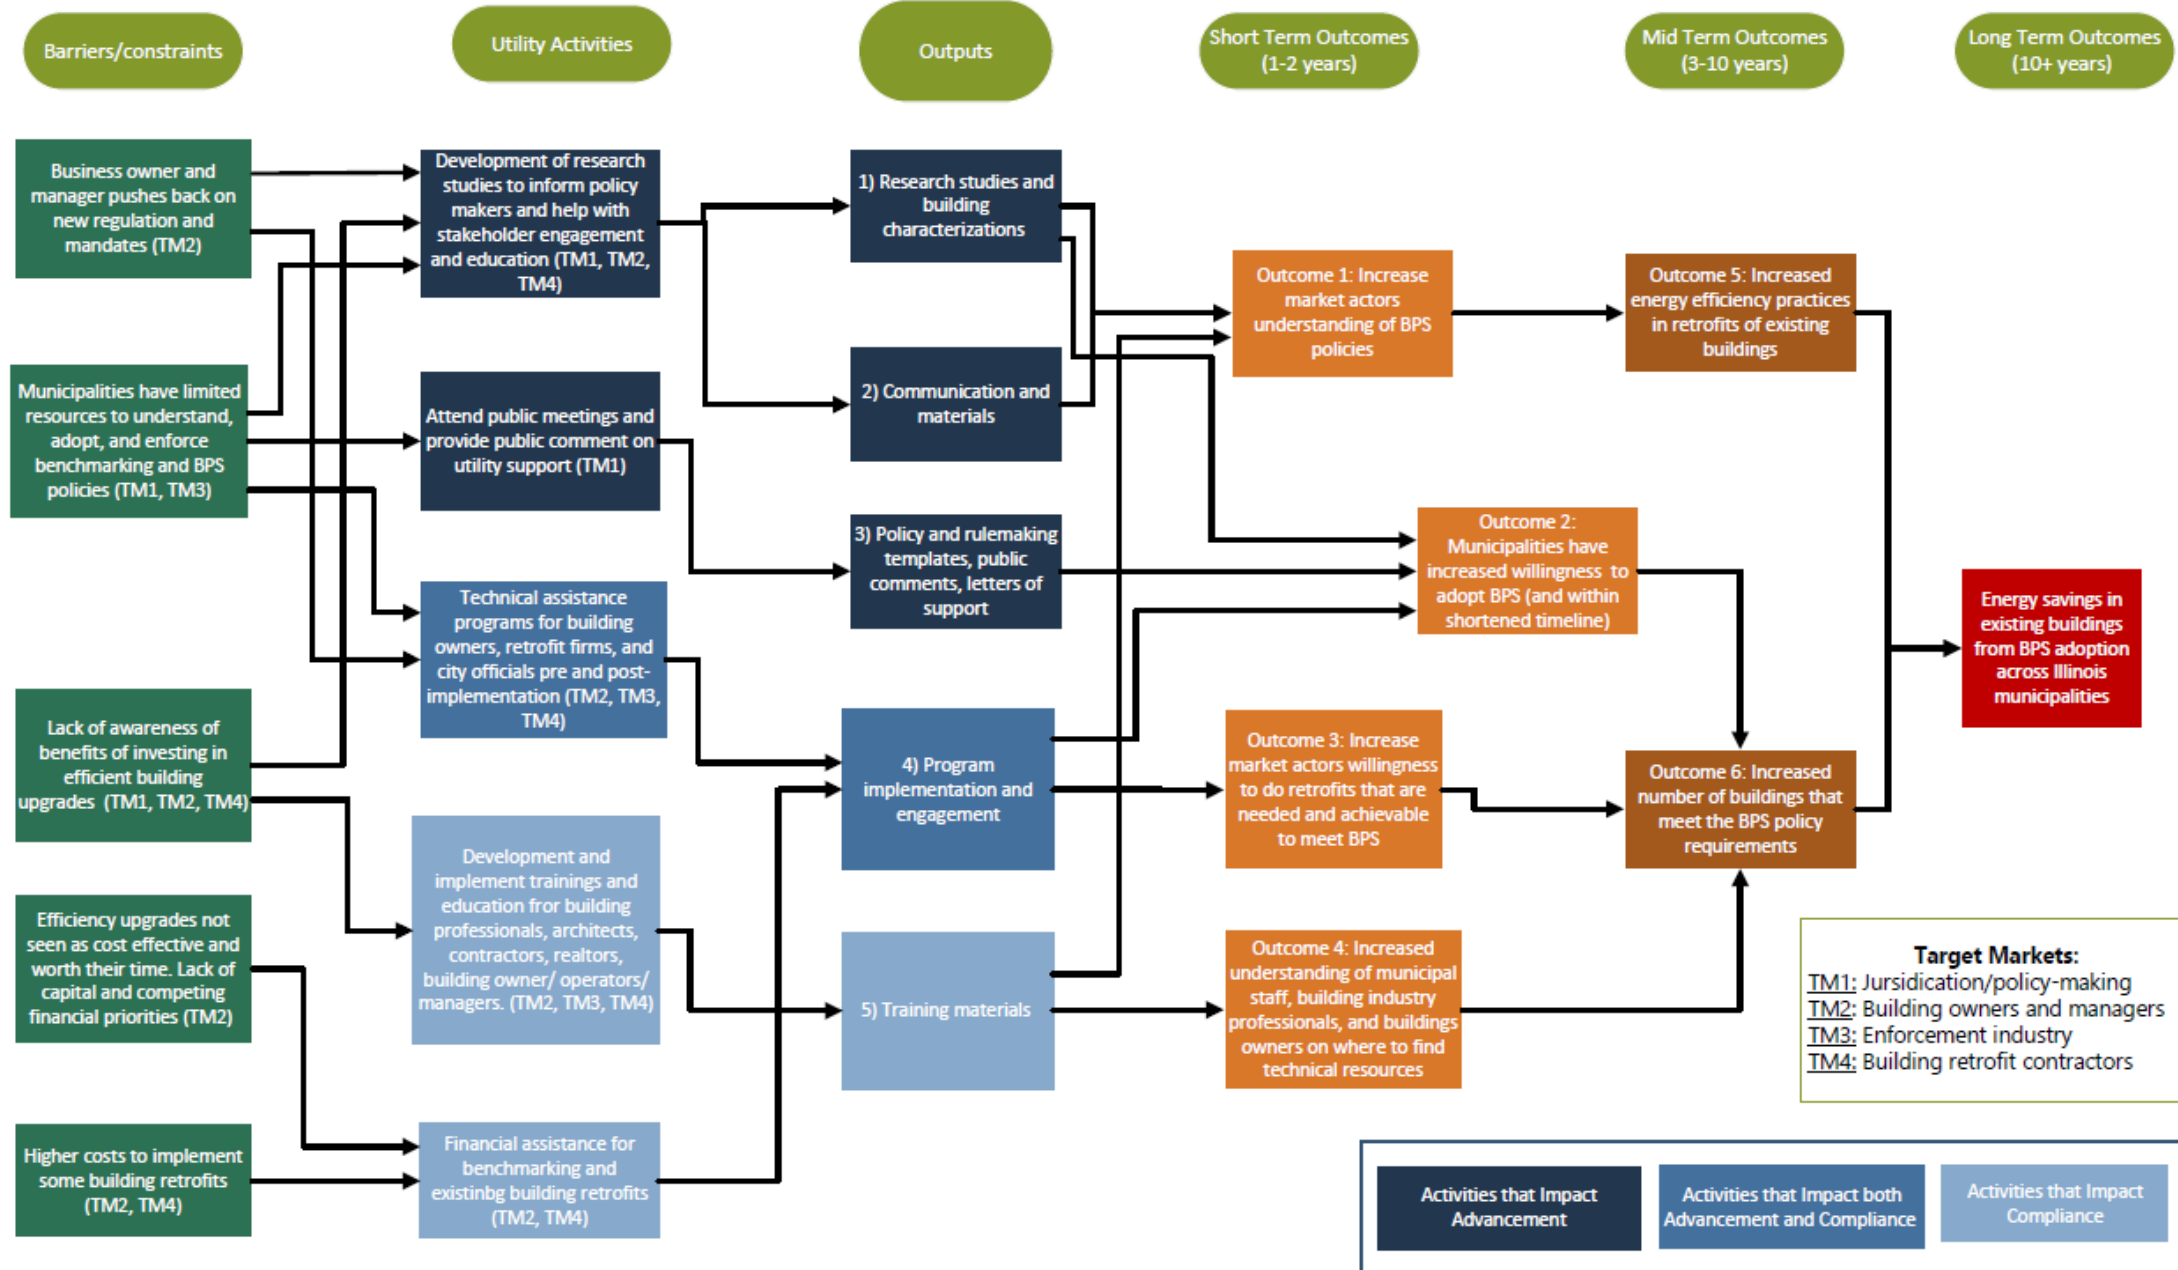 Barriers/constraints
Utility Activities
Outputs
Short Term Outcomes
(1-2 years)
Mid Term Outcomes
(3-10 years)
Long Term Outcomes
(10+ years)
Business owner and
manager pushes back on
new regulation and
mandates (TM2)
Municipalities have limited
resources to understand,
adopt, and enforce
benchmarking and BPS
policies (TM1, TM3)
Lack of awareness of
benefits of investing in
efficient building
upgrades (TM1, TM2, TM4)
Efficiency upgrades not
seen as cost effective and
worth their time. Lack of
capital and competing
financial priorities (TM2)
Higher costs to implement
some building retrofits
(TM2, TM4)
Development of research
studies to inform policy
makers and help with
stakeholder engagement
and education (TM1, TM2,
TM4)
Attend public meetings and
provide public comment on
utility support (TM1)
Technical assistance
programs for building
owners, retrofit firms, and
city officials pre and post-
implementation (TM2, TM3,
TM4)
Development and
implement trainings and
education fror building
professionals, architects,
contractors, realtors,
building owner/ operators/
managers. (TM2, TM3, TM4)
Financial assistance for
benchmarking and
existinbg building retrofits
(TM2, TM4)
1) Research studies and
building
characterizations
2) Communication and
materials
3) Policy and rulemaking
templates, public
comments, letters of
support
4) Program
implementation and
engagement
5) Training materials
Outcome 1: Increase
market actors
understanding of BPS
policies
Outcome 2:
Municipalities have
increased willingness to
adopt BPS (and within
shortened timeline)
Outcome 3: Increase
market actors willingness
to do retrofits that are
needed and achievable
to meet BPS
Outcome 4: Increased
understanding of municipal
staff, building industry
professionals, and buildings
owners on where to find
technical resources
Outcome 5: Increased
energy efficiency practices
in retrofits of existing
buildings
Outcome 6: Increased
number of buildings that
meet the BPS policy
requirements
Energy savings in
existing buildings
from BPS adoption
across Illinois
municipalities
Target Markets:
TM1: Jursidication/policy-making
TM2: Building owners and managers
TM3: Enforcement industry
TM4: Building retrofit contractors
Activities that Impact
Advancement
Activities that Impact both
Advancement and Compliance
Activities that Impact
Compliance